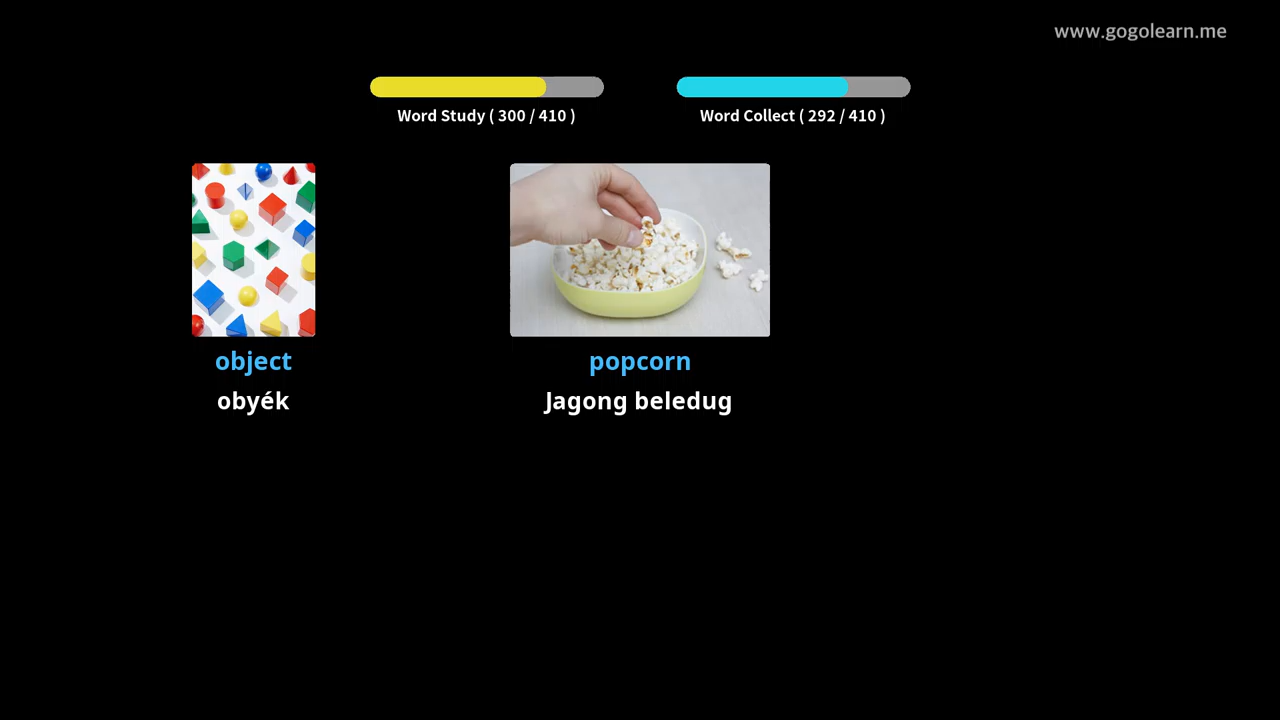 www.gogolearn.me
Word Study ( 300 / 410 )
Word Collect ( 292 / 410 )
object
obyék
popcorn
Jagong beledug